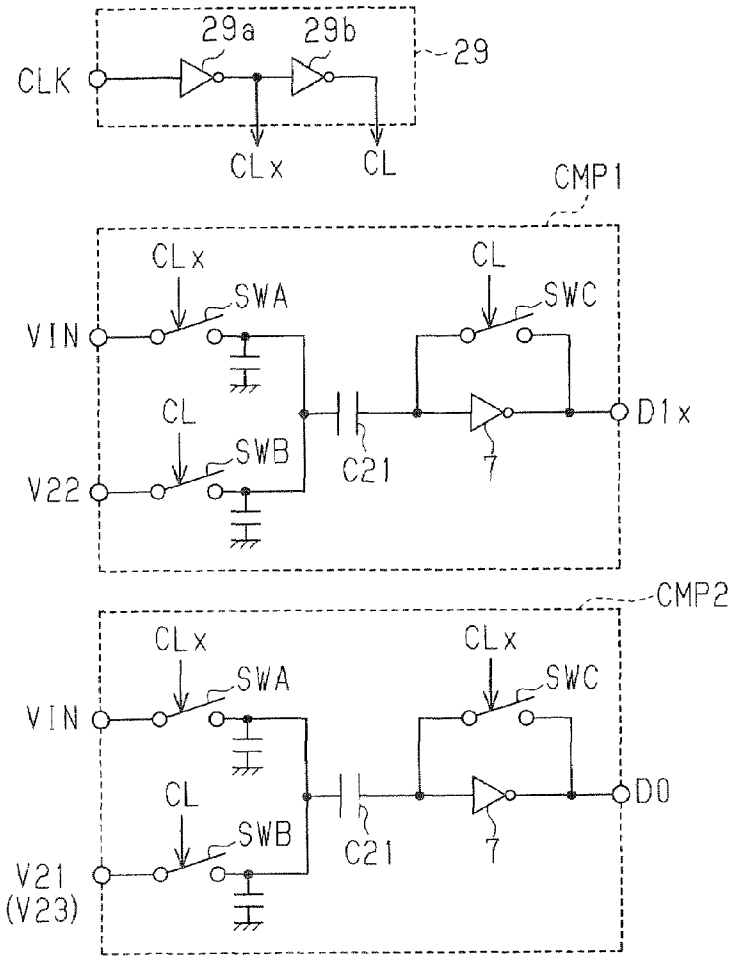 29a
29b
29
CLK
CLx
CL
CMP1
CLx
CL
SWA
SWC
VIN
CL
D1x
SWB
C21
7
V22
CMP2
CLx
CLx
SWA
SWC
VIN
CL
D0
SWB
C21
7
V21
(V23)